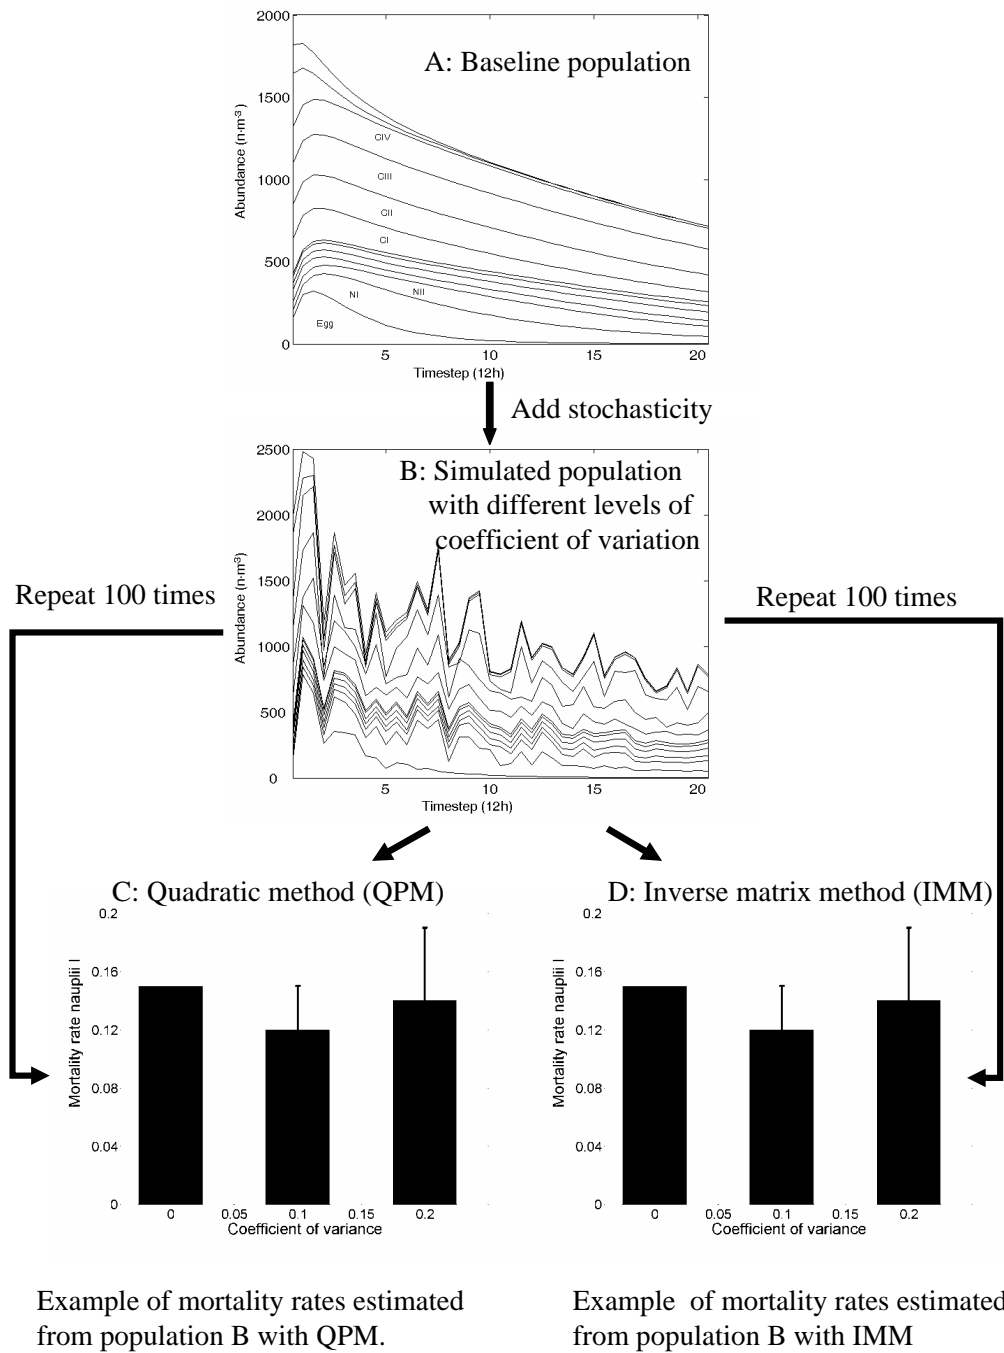 2000
A: Baseline population
1500
Abundance (n·m-3)
CIV
1000
CIII
CII
CI
500
NII
NI
Egg
0
5
10
15
20
Timestep (12h)
Add stochasticity
2500
B: Simulated population
with different levels of
coefficient of variation
2000
Abundance (n·m-3)
1500
1000
500
0
5
10
15
20
Timestep (12h)
Repeat 100 times
Repeat 100 times
C: Quadratic method (QPM)
0.2
0.16
0.12
0.08
0.04
0
Mortality rate nauplii I
0
0.05
0.1
0.15
0.2
Coefficient of variance
D: Inverse matrix method (IMM)
0.2
0.16
0.12
0.08
0.04
0
Mortality rate nauplii I
0
0.05
0.1
0.15
0.2
Coefficient of variance
Example of mortality rates estimated
from population B with QPM.
Example of mortality rates estimated
from population B with IMM